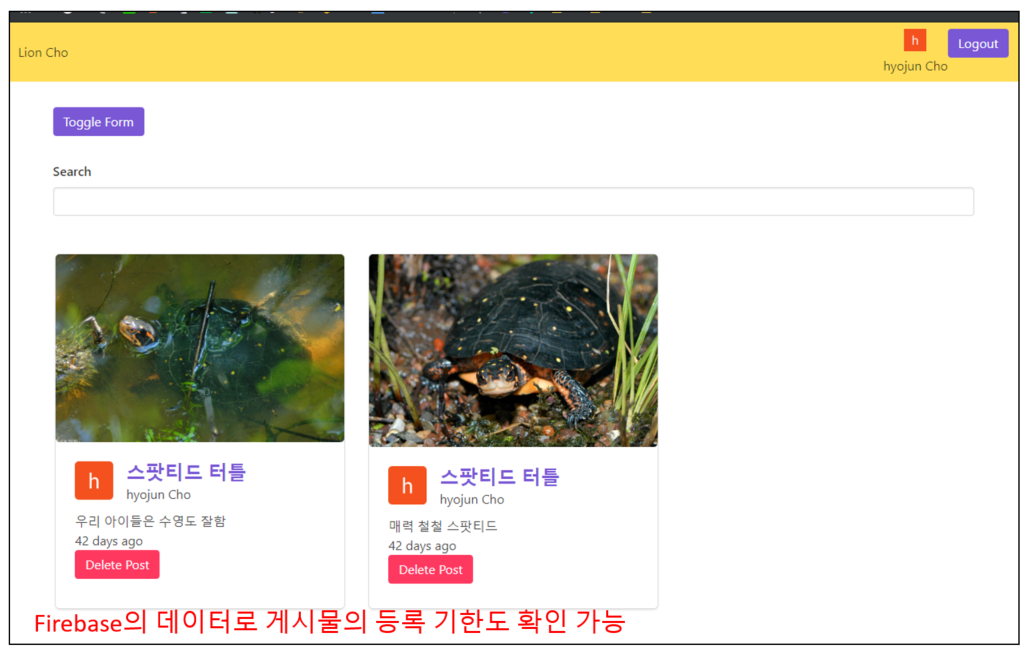 Lion Cho
h
Logout
hyojun Cho
Toggle Form
Search
h
스팟티드 터틀
hyojun Cho
우리 아이들은 수영도 잘함
42 days ago
Delete Post
h
스팟티드 터틀
hyojun Cho
매력 철철 스팟티드
42 days ago
Delete Post
Firebase의 데이터로 게시물의 등록 기한도 확인 가능